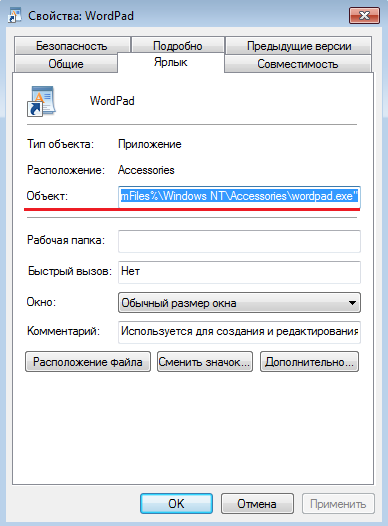 Свойства: WordPad
Безопасность Подробно Предыдущие версии
Общие Ярлык Совместимость
WordPad
Тип объекта: Приложение
Расположение: Accessories
Объект: mFiles%\Windows NT\Accessories\wordpad.exe"
Рабочая папка:
Быстрый вызов: Нет
Окно: Обычный размер окна
Комментарий: Используется для создания и редактирования
Расположение файла Сменить значок... Дополнительно...
OK Отмена Применить